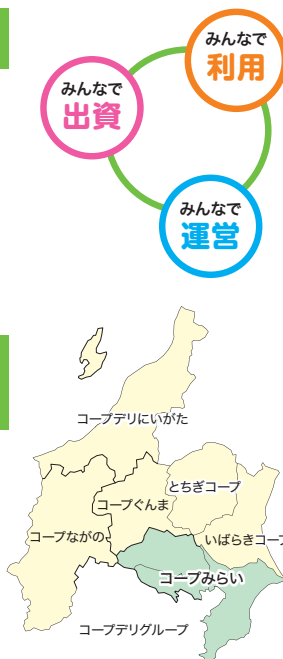 みんなで
利用
みんなで
出資
みんなで
運営
コープデリにいがた
とちぎコープ
コープぐんま
コープながの
いばらきコープ
コープみらい
コープデリグループ